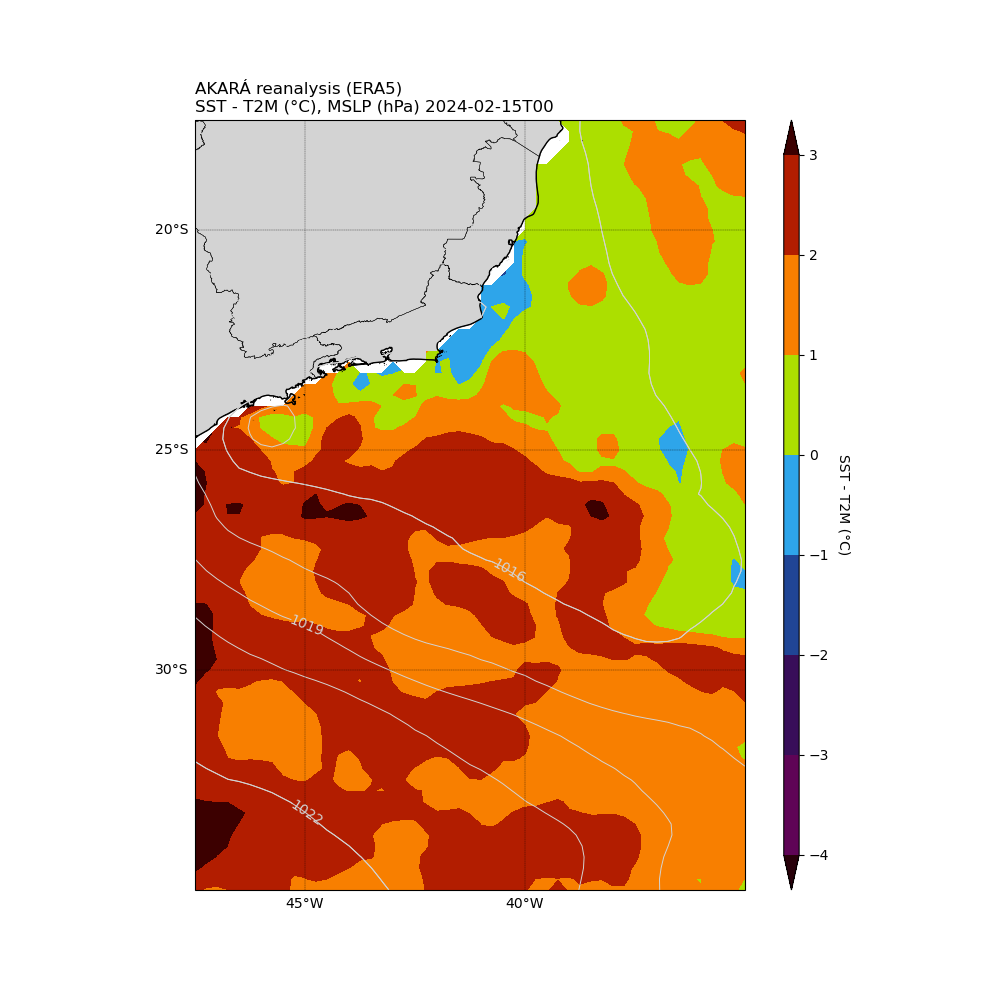 AKARÁ reanalysis (ERA5)
SST - T2M (°C), MSLP (hPa) 2024-02-15T00
20°S
25°S
30°S
45°W
40°W
1016
1019
1022
3
2
1
0
−1
−2
−3
−4
SST - T2M (°C)